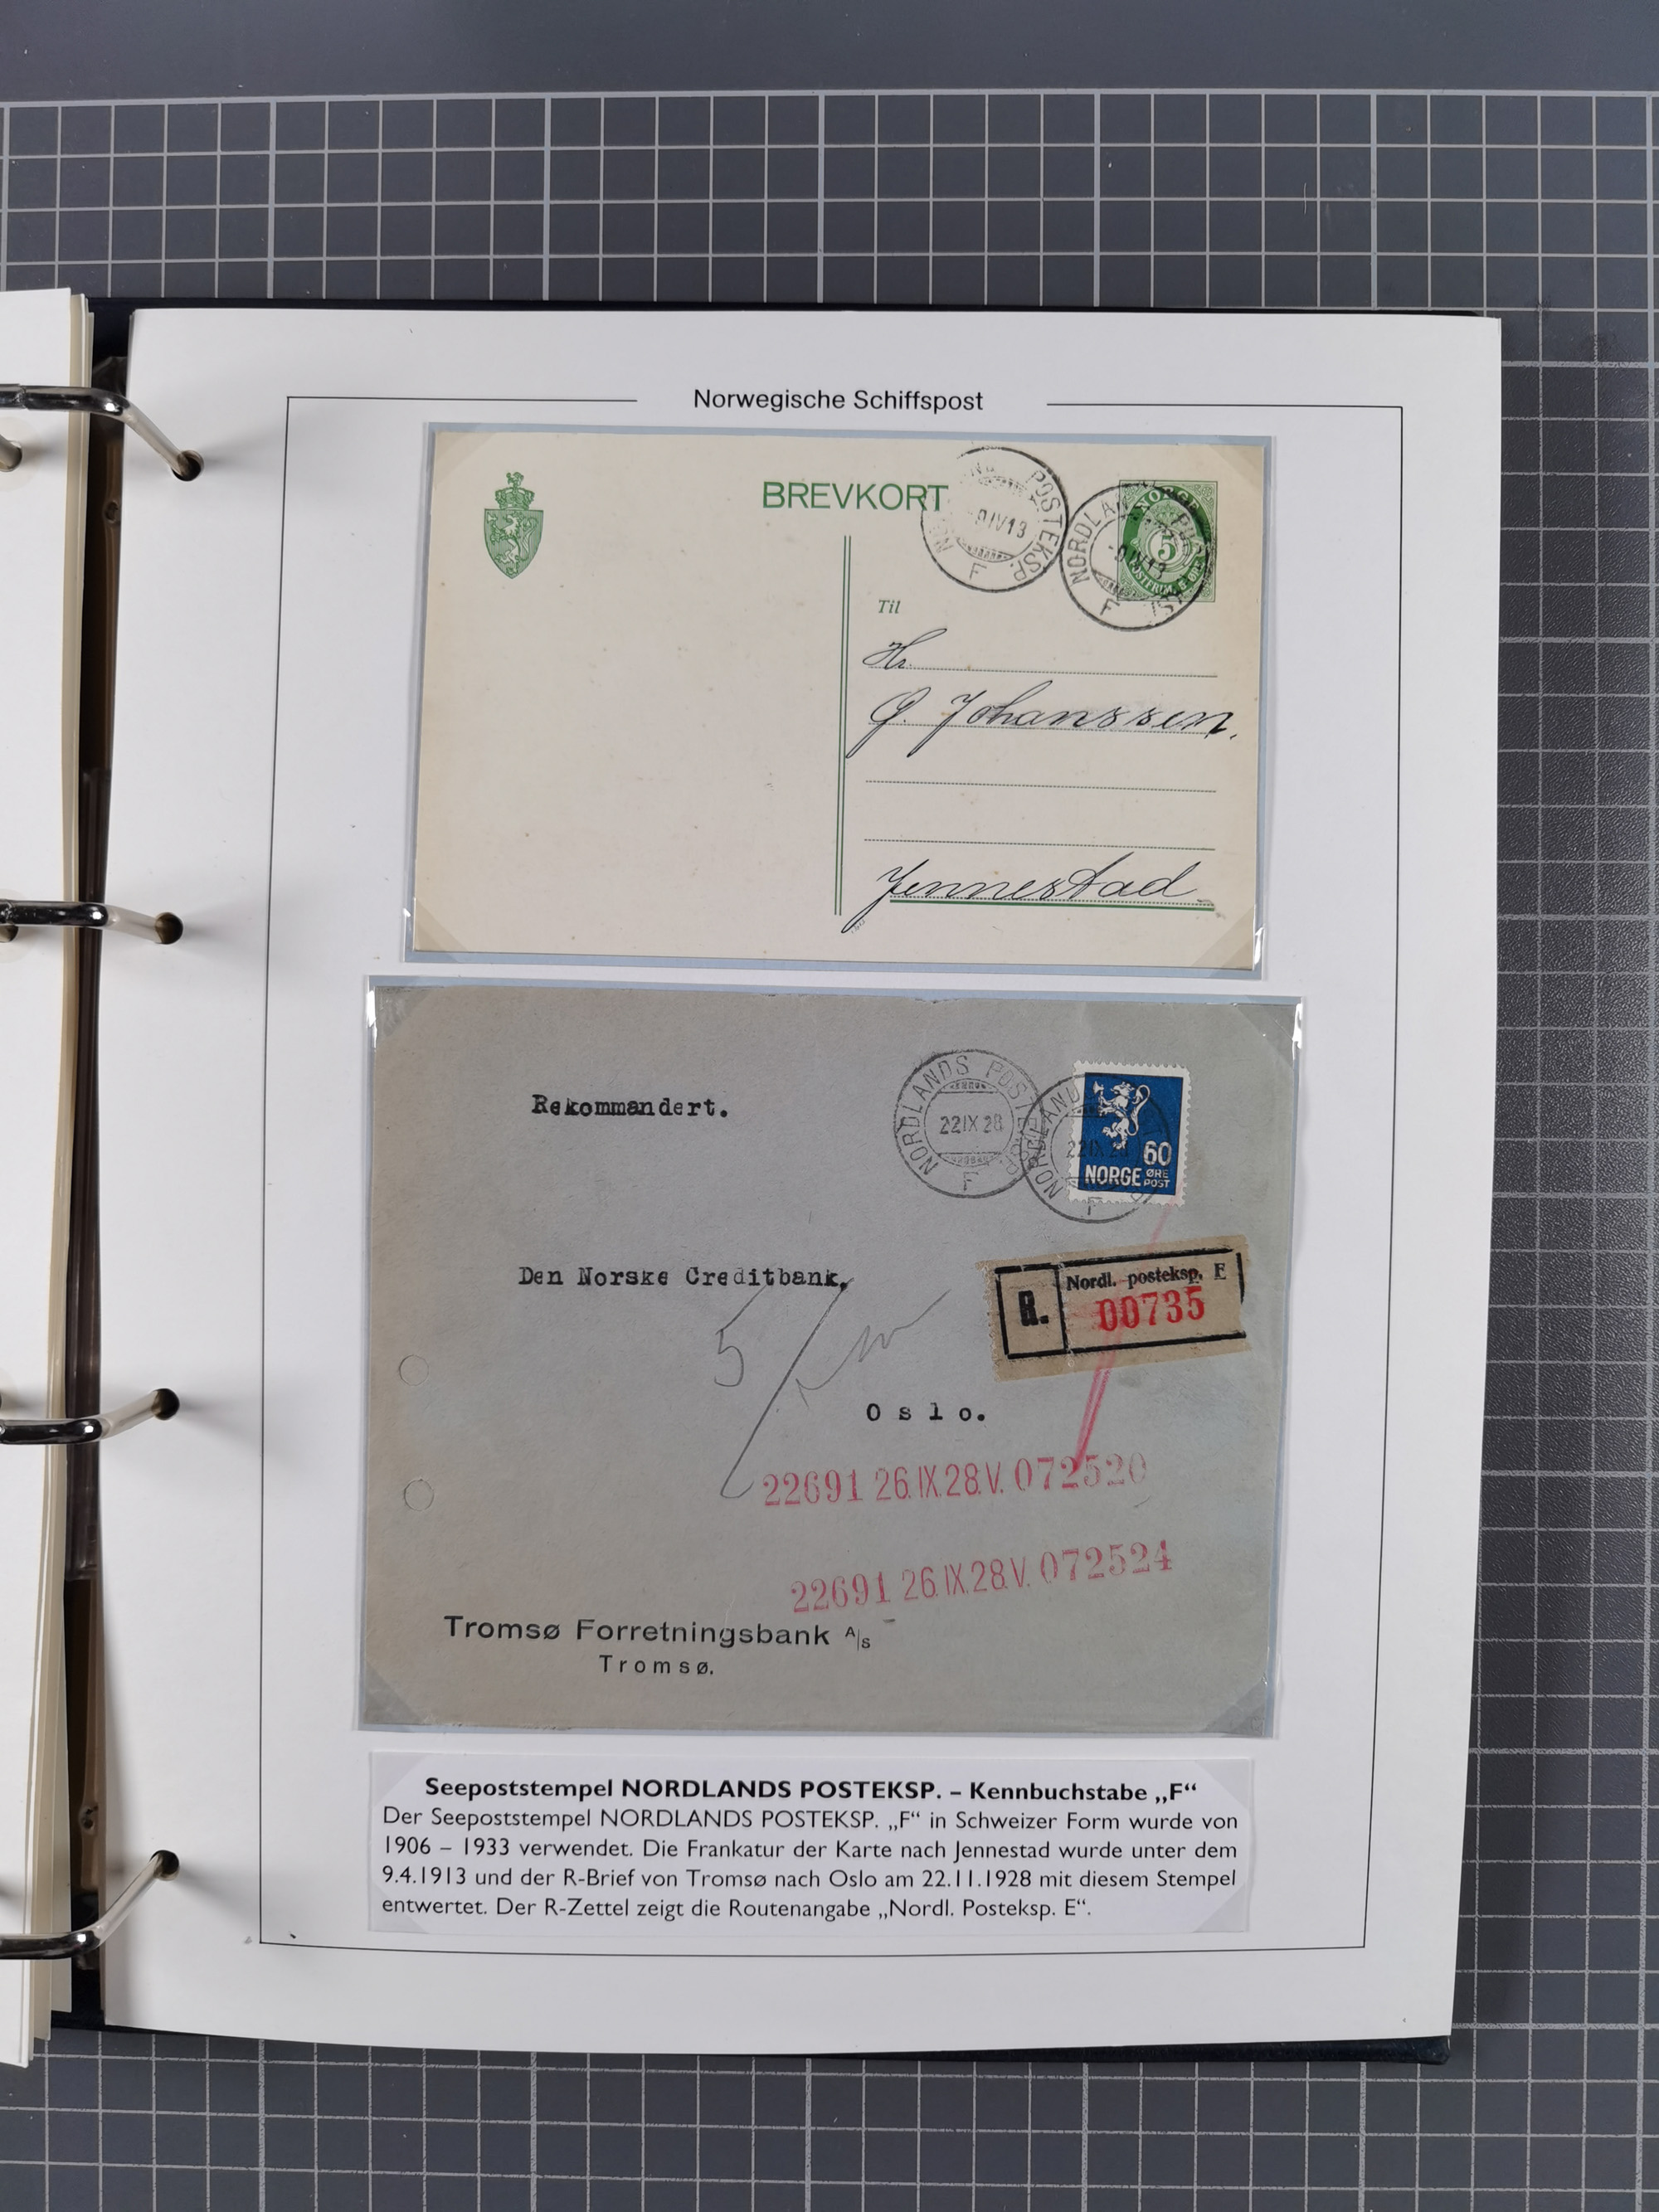 Norwegische Schiffspost
BREVKORT
POSTEKSP.
F
NORDLAN
F
NORGE
5
Til
Hr.
G. Johanssen.
Jennestad
Rekommandert.
NORDLANDS POSTEKSP.
22 IX 28
F
60
NORGE ØRE
POST
Den Norske Creditbank,
R.
Nordl. posteksp. E
00735
5
Oslo.
22691 26.IX.28.V. 072520
22691 26.IX.28.V. 072524
Tromsø Forretningsbank A/S
Tromsø.
Seepoststempel NORDLANDS POSTEKSP. – Kennbuchstabe „F“
Der Seepoststempel NORDLANDS POSTEKSP. „F“ in Schweizer Form wurde von
1906 – 1933 verwendet. Die Frankatur der Karte nach Jennestad wurde unter dem
9.4.1913 und der R-Brief von Tromsø nach Oslo am 22.11.1928 mit diesem Stempel
entwertet. Der R-Zettel zeigt die Routenangabe „Nordl. Posteksp. E“.